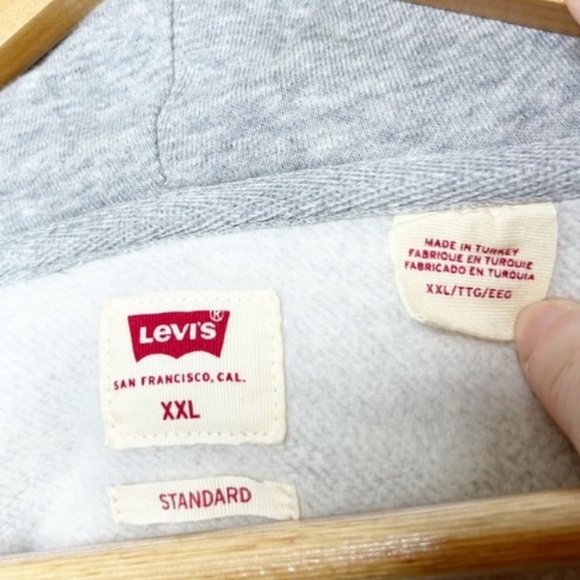 MADE IN TURKEY
FABRIQUE EN TURQUIE
FABRICADO EN TURQUIA
XXL/TTG/EEG
LEVI'S®
SAN FRANCISCO, CAL.
XXL
STANDARD